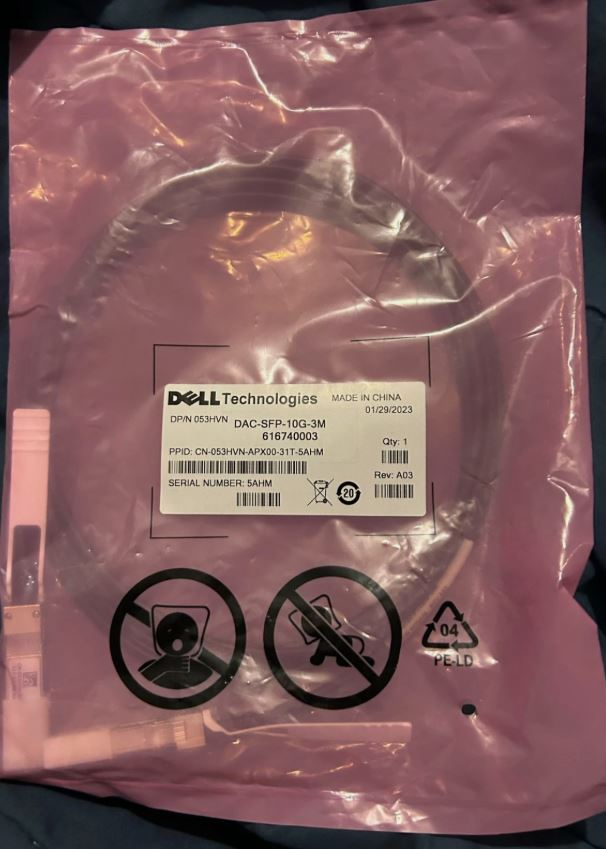 DELL Technologies MADE IN CHINA
01/29/2023
DP/N 053HVN DAC-SFP-10G-3M
616740003
Qty: 1
PPID: CN-053HVN-APX00-31T-5AHM
Rev: A03
SERIAL NUMBER: 5AHM
20
04
PE-LD